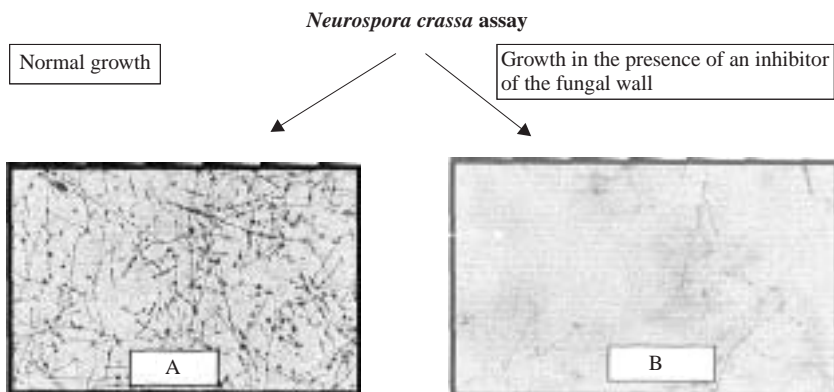 Neurospora crassa assay
Normal growth
Growth in the presence of an inhibitor
of the fungal wall
A
B